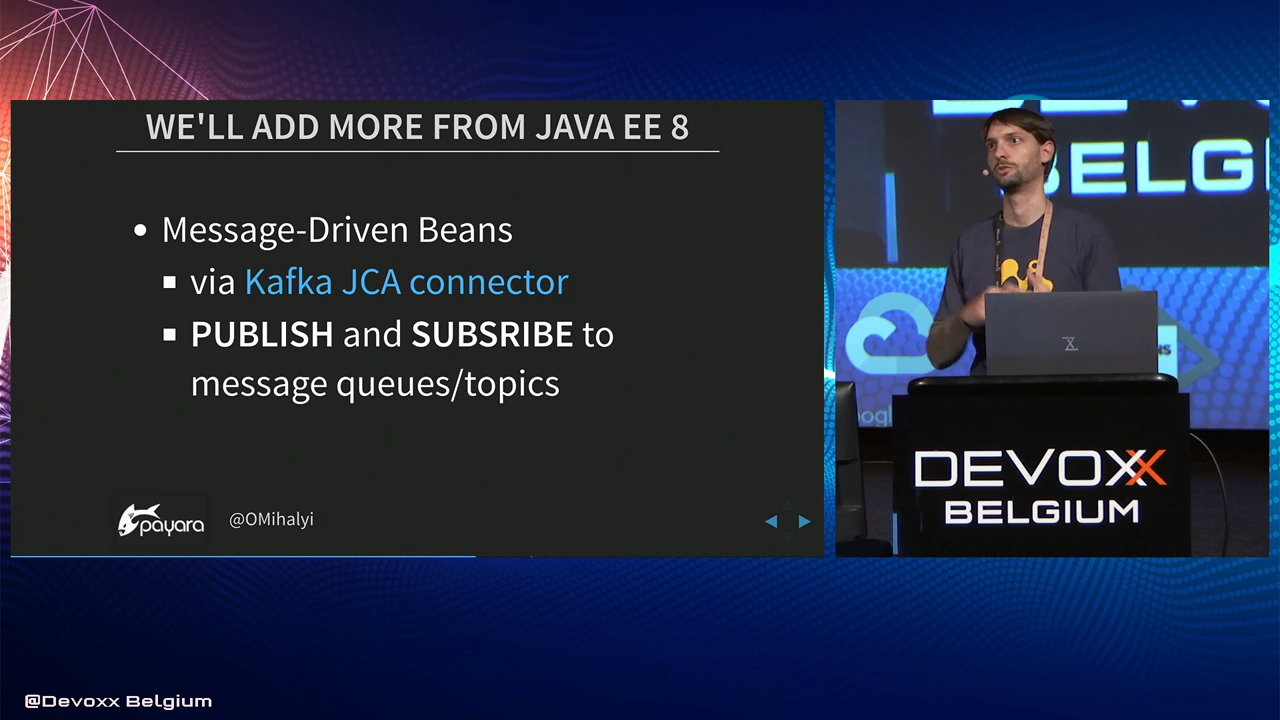 WE'LL ADD MORE FROM JAVA EE 8
• Message-Driven Beans
▪ via Kafka JCA connector
▪ PUBLISH and SUBSRIBE to
message queues/topics
payara
@OMihalyi
BELG
DEVOXX
BELGIUM
@Devoxx Belgium